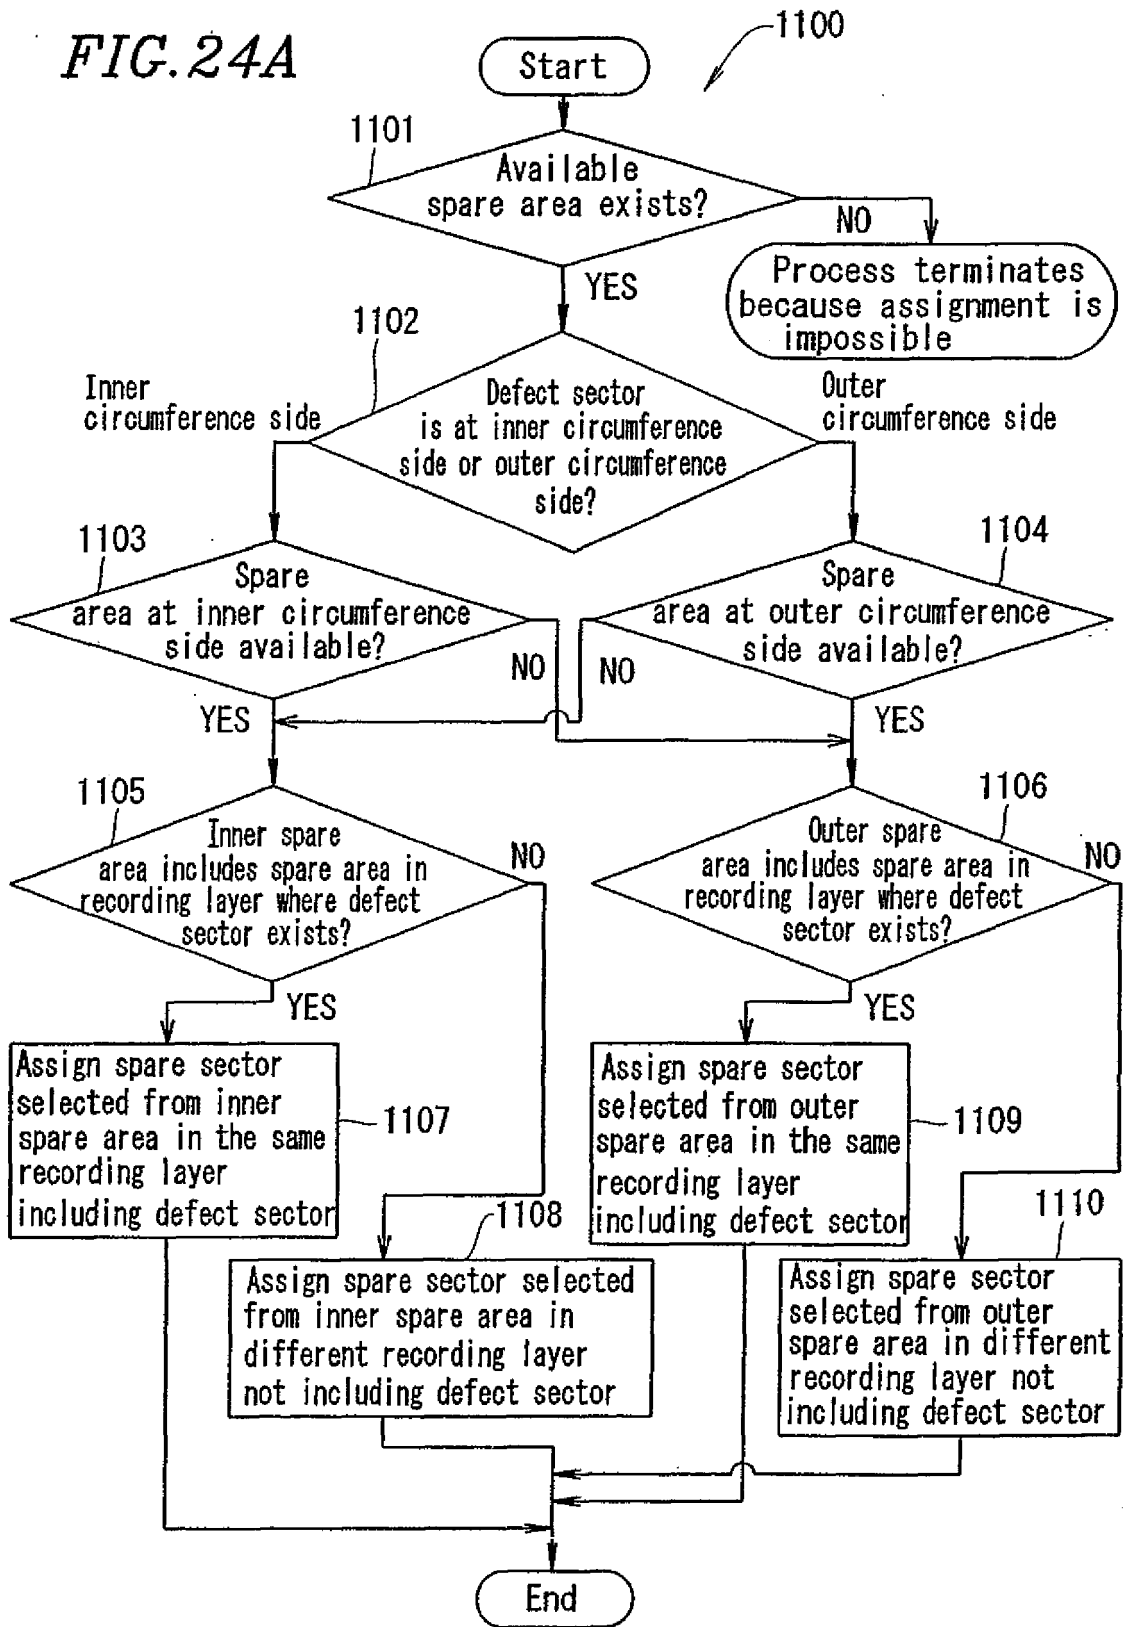 FIG.24A
1100
Start
1101
Available
spare area exists?
NO
YES
Process terminates
because assignment is
impossible
1102
Inner
circumference side
Defect sector
is at inner circumference
side or outer circumference
side?
Outer
circumference side
1103
Spare
area at inner circumference
side available?
NO
YES
1104
Spare
area at outer circumference
side available?
NO
YES
1105
Inner spare
area includes spare area in
recording layer where defect
sector exists?
NO
YES
1106
Outer spare
area includes spare area in
recording layer where defect
sector exists?
NO
YES
Assign spare sector
selected from inner
spare area in the same
recording layer
including defect sector
1107
1108
Assign spare sector selected
from inner spare area in
different recording layer
not including defect sector
Assign spare sector
selected from outer
spare area in the same
recording layer
including defect sector
1109
1110
Assign spare sector
selected from outer
spare area in different
recording layer not
including defect sector
End